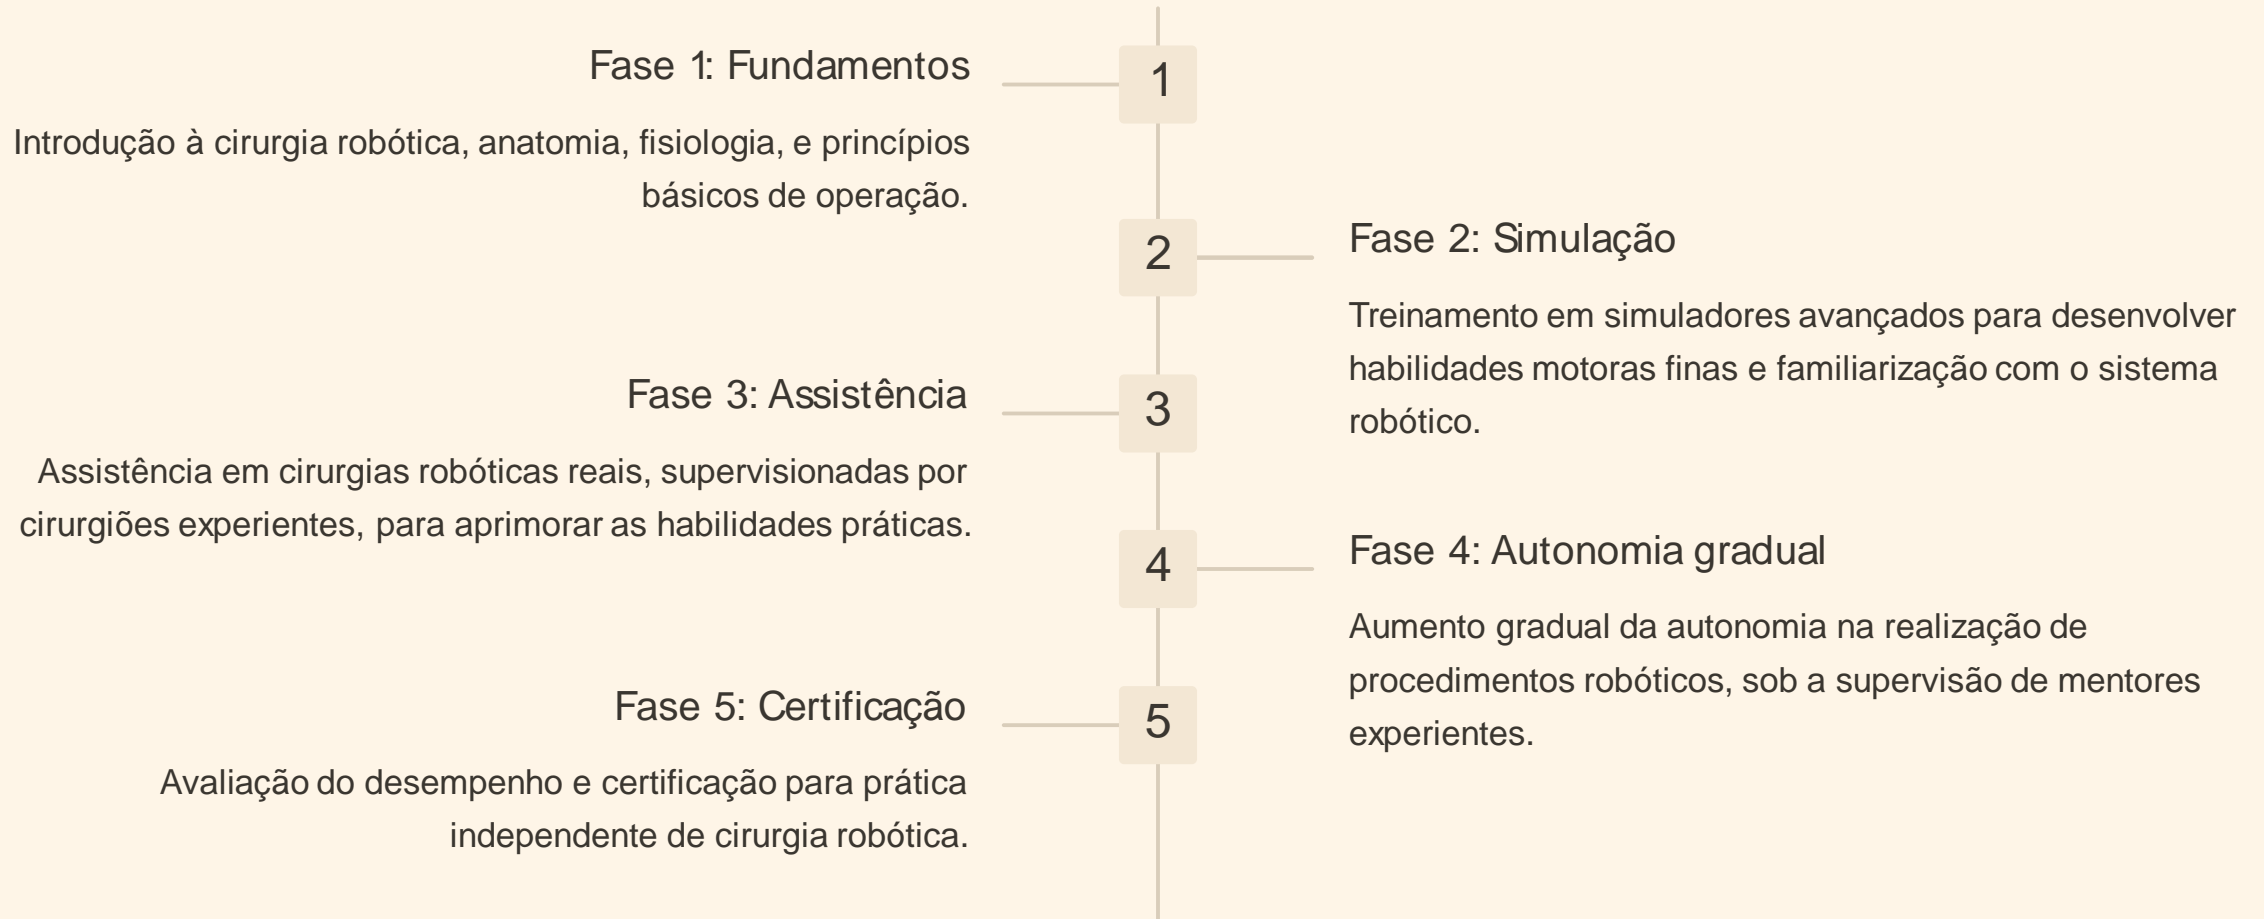 Fase 1: Fundamentos
1
Introdução à cirurgia robótica, anatomia, fisiologia, e princípios
básicos de operação.
2
Fase 2: Simulação
Treinamento em simuladores avançados para desenvolver
habilidades motoras finas e familiarização com o sistema
robótico.
Fase 3: Assistência
3
Assistência em cirurgias robóticas reais, supervisionadas por
cirurgiões experientes, para aprimorar as habilidades práticas.
4
Fase 4: Autonomia gradual
Aumento gradual da autonomia na realização de
procedimentos robóticos, sob a supervisão de mentores
experientes.
Fase 5: Certificação
5
Avaliação do desempenho e certificação para prática
independente de cirurgia robótica.